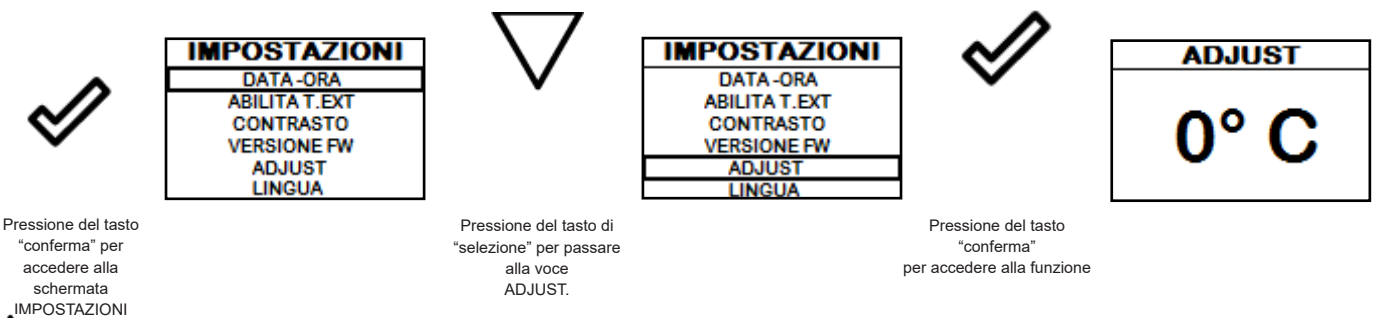 IMPOSTAZIONI
DATA-ORA
ABILITA T.EXT
CONTRASTO
VERSIONE FW
ADJUST
LINGUA
IMPOSTAZIONI
DATA-ORA
ABILITA T.EXT
CONTRASTO
VERSIONE FW
ADJUST
LINGUA
ADJUST
0° C
Pressione del tasto
“conferma” per
accedere alla
schermata
IMPOSTAZIONI
Pressione del tasto di
“selezione” per passare
alla voce
ADJUST.
Pressione del tasto
“conferma”
per accedere alla funzione